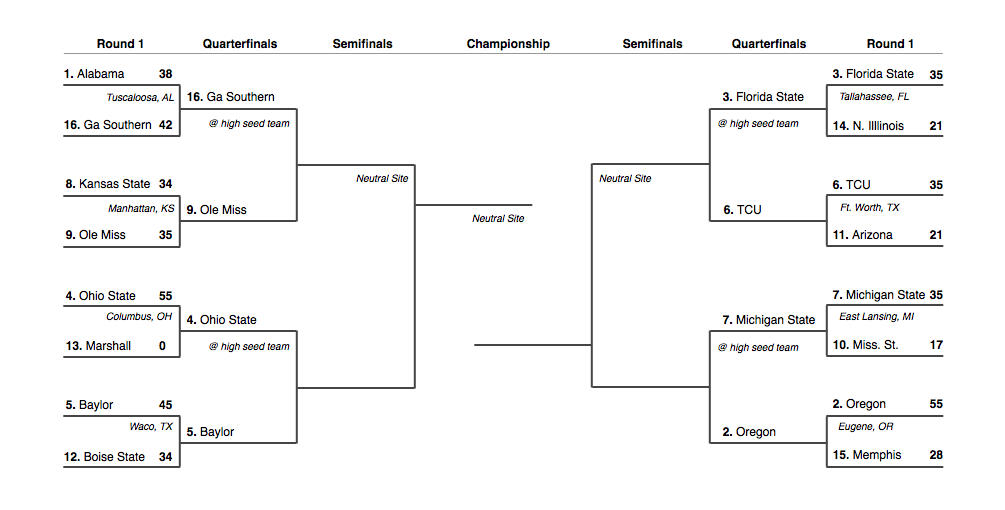 Round 1 Quarterfinals Semifinals Championship Semifinals Quarterfinals Round 1
1. Alabama 38
Tuscaloosa, AL
16. Ga Southern 42
8. Kansas State 34
Manhattan, KS
9. Ole Miss 35
4. Ohio State 55
Columbus, OH
13. Marshall 0
5. Baylor 45
Waco, TX
12. Boise State 34
16. Ga Southern
@ high seed team
9. Ole Miss
4. Ohio State
@ high seed team
5. Baylor
Neutral Site
Neutral Site
Neutral Site
3. Florida State
@ high seed team
6. TCU
7. Michigan State
@ high seed team
2. Oregon
3. Florida State 35
Tallahassee, FL
14. N. Illlinois 21
6. TCU 35
Ft. Worth, TX
11. Arizona 21
7. Michigan State 35
East Lansing, MI
10. Miss. St. 17
2. Oregon 55
Eugene, OR
15. Memphis 28